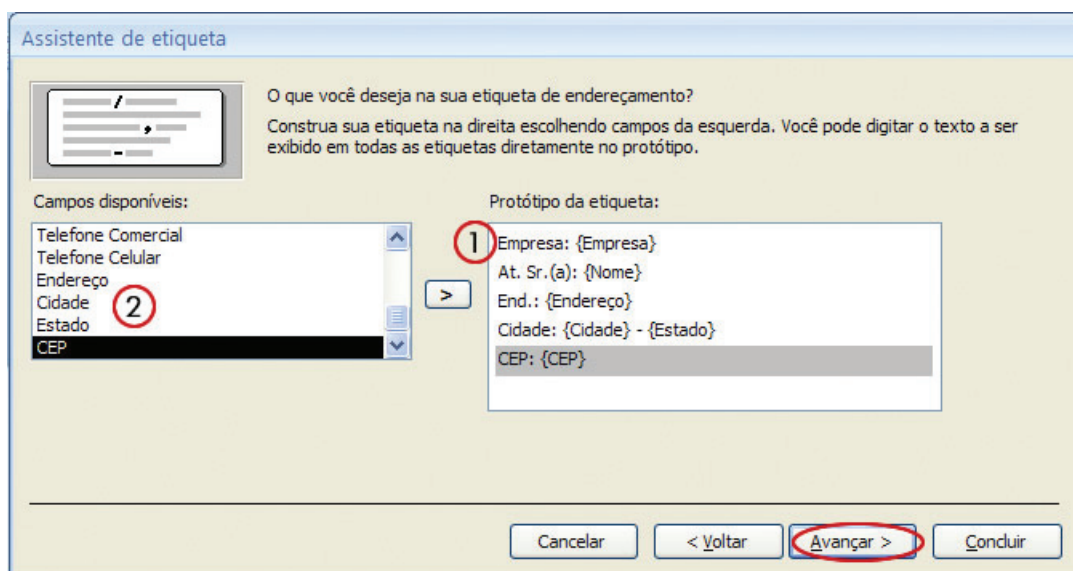 Assistente de etiqueta
O que você deseja na sua etiqueta de endereçamento?
Construa sua etiqueta na direita escolhendo campos da esquerda. Você pode digitar o texto a ser
exibido em todas as etiquetas diretamente no protótipo.
Campos disponíveis:
Telefone Comercial
Telefone Celular
Endereço
Cidade
2
Estado
CEP
>
Protótipo da etiqueta:
1
Empresa: {Empresa}
At. Sr.(a): {Nome}
End.: {Endereço}
Cidade: {Cidade} - {Estado}
CEP: {CEP}
Cancelar
< Voltar
Avançar >
Concluir